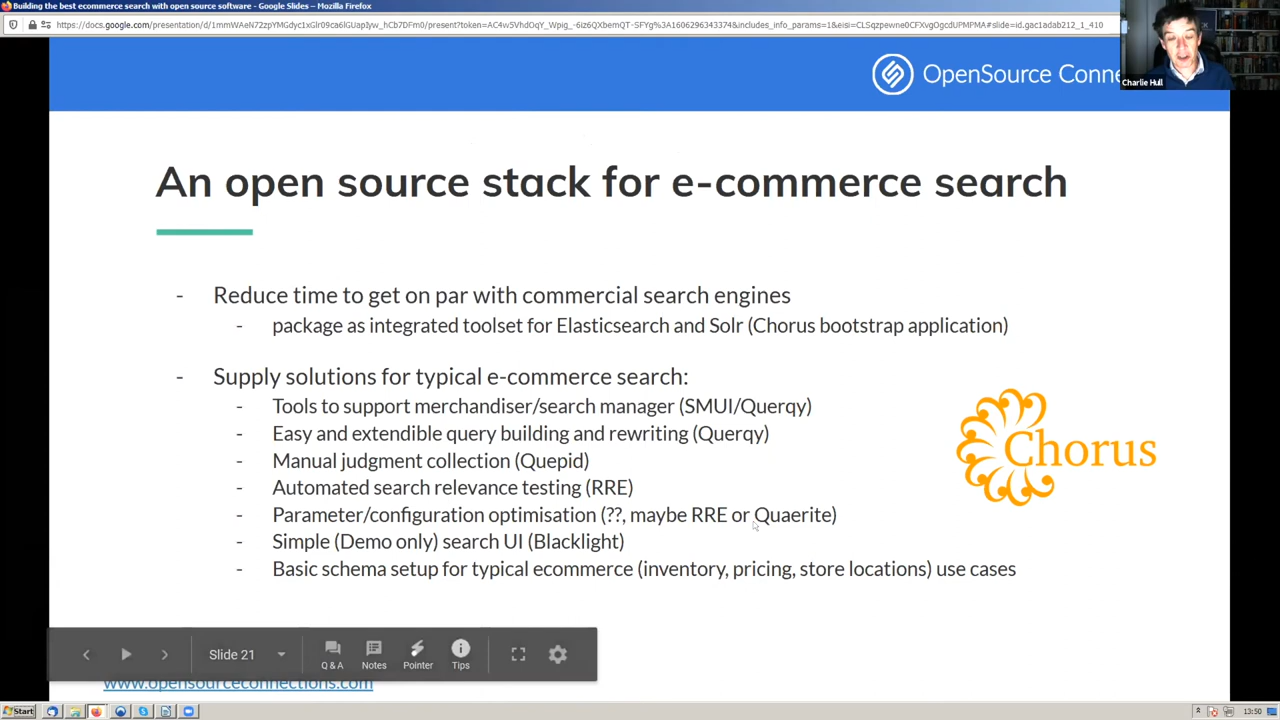 Building the best ecommerce search with open source software - Google Slides – Mozilla Firefox
OpenSource Conne
Charlie Hull
An open source stack for e-commerce search
- Reduce time to get on par with commercial search engines
- package as integrated toolset for Elasticsearch and Solr (Chorus bootstrap application)
- Supply solutions for typical e-commerce search:
- Tools to support merchandiser/search manager (SMUI/Querqy)
- Easy and extendible query building and rewriting (Querqy)
- Manual judgment collection (Quepid)
- Automated search relevance testing (RRE)
- Parameter/configuration optimisation (??, maybe RRE or Quaerite)
- Simple (Demo only) search UI (Blacklight)
- Basic schema setup for typical ecommerce (inventory, pricing, store locations) use cases
Chorus
Slide 21
Q & A
Notes
Pointer
Tips
www.opensourceconnections.com
Start
13:50